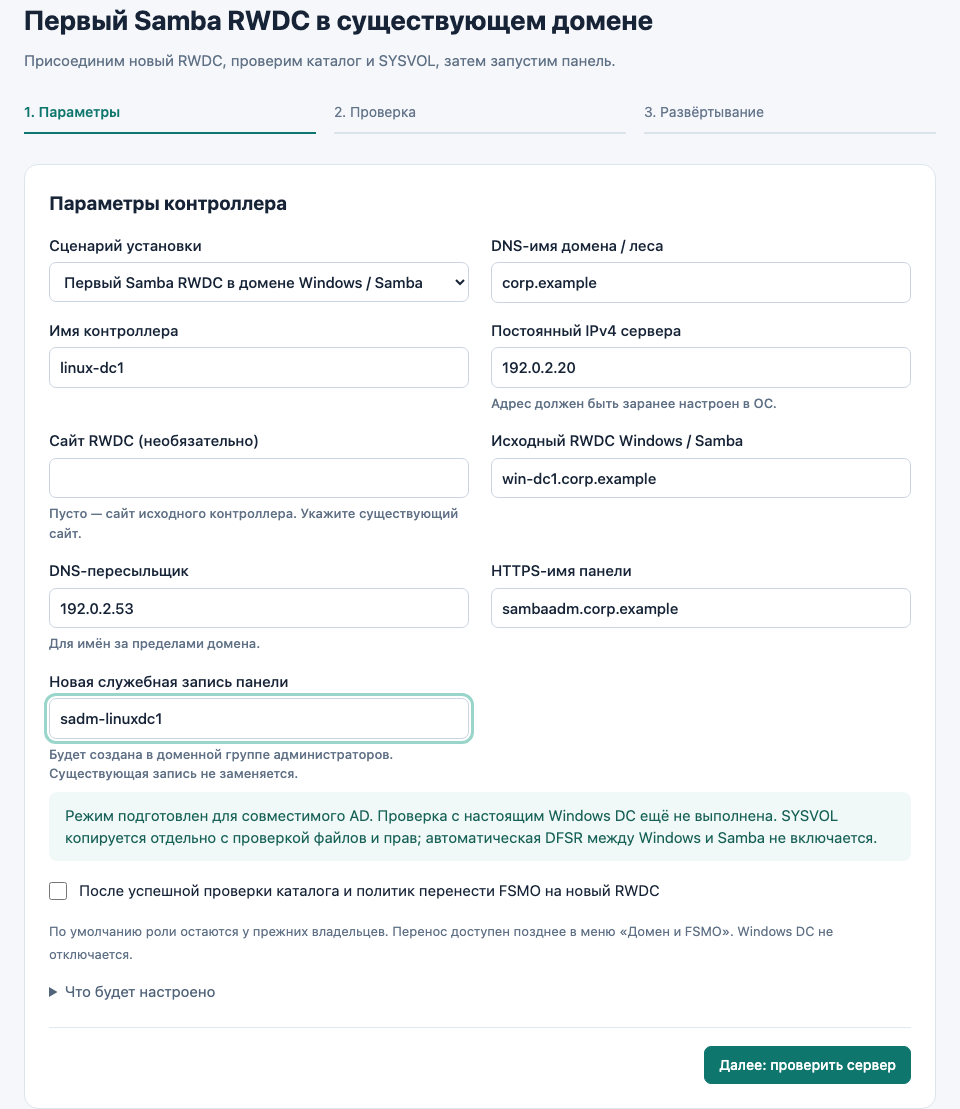 Первый Samba RWDC в существующем домене
Присоединим новый RWDC, проверим каталог и SYSVOL, затем запустим панель.
1. Параметры
2. Проверка
3. Развёртывание
Параметры контроллера
Сценарий установки
Первый Samba RWDC в домене Windows / Samba
DNS-имя домена / леса
corp.example
Имя контроллера
linux-dc1
Постоянный IPv4 сервера
192.0.2.20
Адрес должен быть заранее настроен в ОС.
Сайт RWDC (необязательно)
Пусто — сайт исходного контроллера. Укажите существующий
сайт.
Исходный RWDC Windows / Samba
win-dc1.corp.example
DNS-пересыльщик
192.0.2.53
Для имён за пределами домена.
HTTPS-имя панели
sambaadm.corp.example
Новая служебная запись панели
sadm-linuxdc1
Будет создана в доменной группе администраторов.
Существующая запись не заменяется.
Режим подготовлен для совместимого AD. Проверка с настоящим Windows DC ещё не выполнена. SYSVOL
копируется отдельно с проверкой файлов и прав; автоматическая DFSR между Windows и Samba не включается.
После успешной проверки каталога и политик перенести FSMO на новый RWDC
По умолчанию роли остаются у прежних владельцев. Перенос доступен позднее в меню «Домен и FSMO». Windows DC не
отключается.
Что будет настроено
Далее: проверить сервер